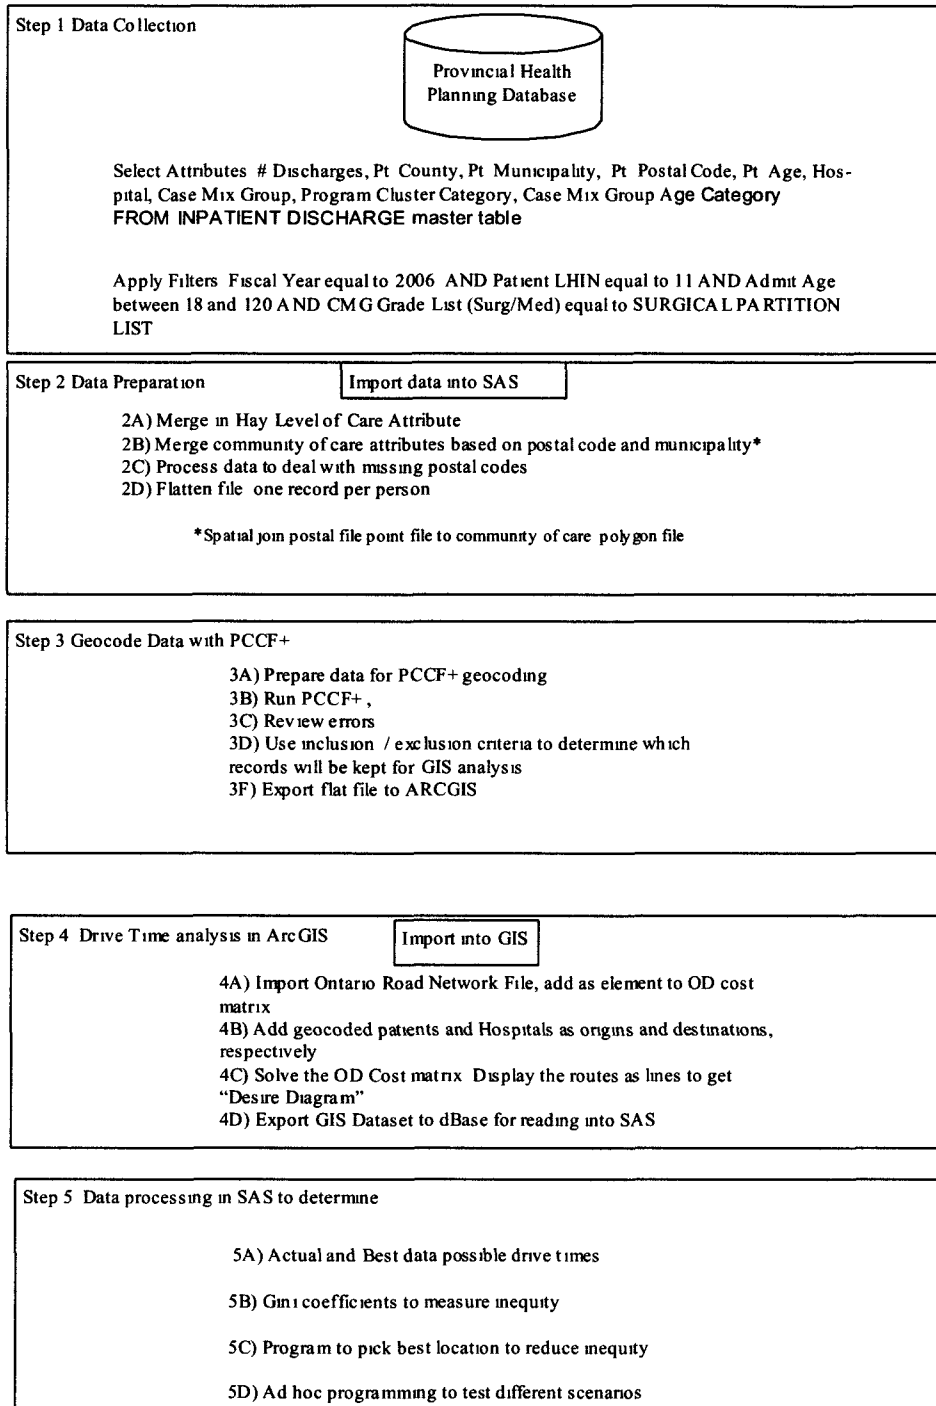 Step 1 Data Collection
Provincial Health
Planning Database
Select Attributes # Discharges, Pt County, Pt Municipality, Pt Postal Code, Pt Age, Hos-
pital, Case Mix Group, Program Cluster Category, Case Mix Group Age Category
FROM INPATIENT DISCHARGE master table
Apply Filters Fiscal Year equal to 2006 AND Patient LHIN equal to 11 AND Admit Age
between 18 and 120 AND CMG Grade List (Surg/Med) equal to SURGICAL PARTITION
LIST
Step 2 Data Preparation
Import data into SAS
2A) Merge in Hay Level of Care Attribute
2B) Merge community of care attributes based on postal code and municipality*
2C) Process data to deal with missing postal codes
2D) Flatten file one record per person
*Spatial join postal file point file to community of care polygon file
Step 3 Geocode Data with PCCF+
3A) Prepare data for PCCF+ geocoding
3B) Run PCCF+ ,
3C) Review errors
3D) Use inclusion / exclusion criteria to determine which
records will be kept for GIS analysis
3F) Export flat file to ARCGIS
Step 4 Drive Time analysis in ArcGIS
Import into GIS
4A) Import Ontario Road Network File, add as element to OD cost
matrix
4B) Add geocoded patients and Hospitals as origins and destinations,
respectively
4C) Solve the OD Cost matrix Display the routes as lines to get
“Desire Diagram”
4D) Export GIS Dataset to dBase for reading into SAS
Step 5 Data processing in SAS to determine
5A) Actual and Best data possible drive times
5B) Gini coefficients to measure inequity
5C) Program to pick best location to reduce inequity
5D) Ad hoc programming to test different scenarios